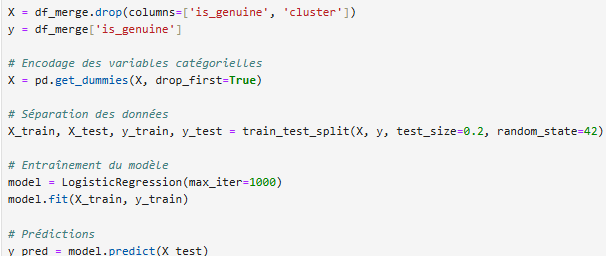 X = df_merge.drop(columns=['is_genuine', 'cluster'])
y = df_merge['is_genuine']
# Encodage des variables catégorielles
X = pd.get_dummies(X, drop_first=True)
# Séparation des données
X_train, X_test, y_train, y_test = train_test_split(X, y, test_size=0.2, random_state=42)
# Entraînement du modèle
model = LogisticRegression(max_iter=1000)
model.fit(X_train, y_train)
# Prédictions
y_pred = model.predict(X_test)